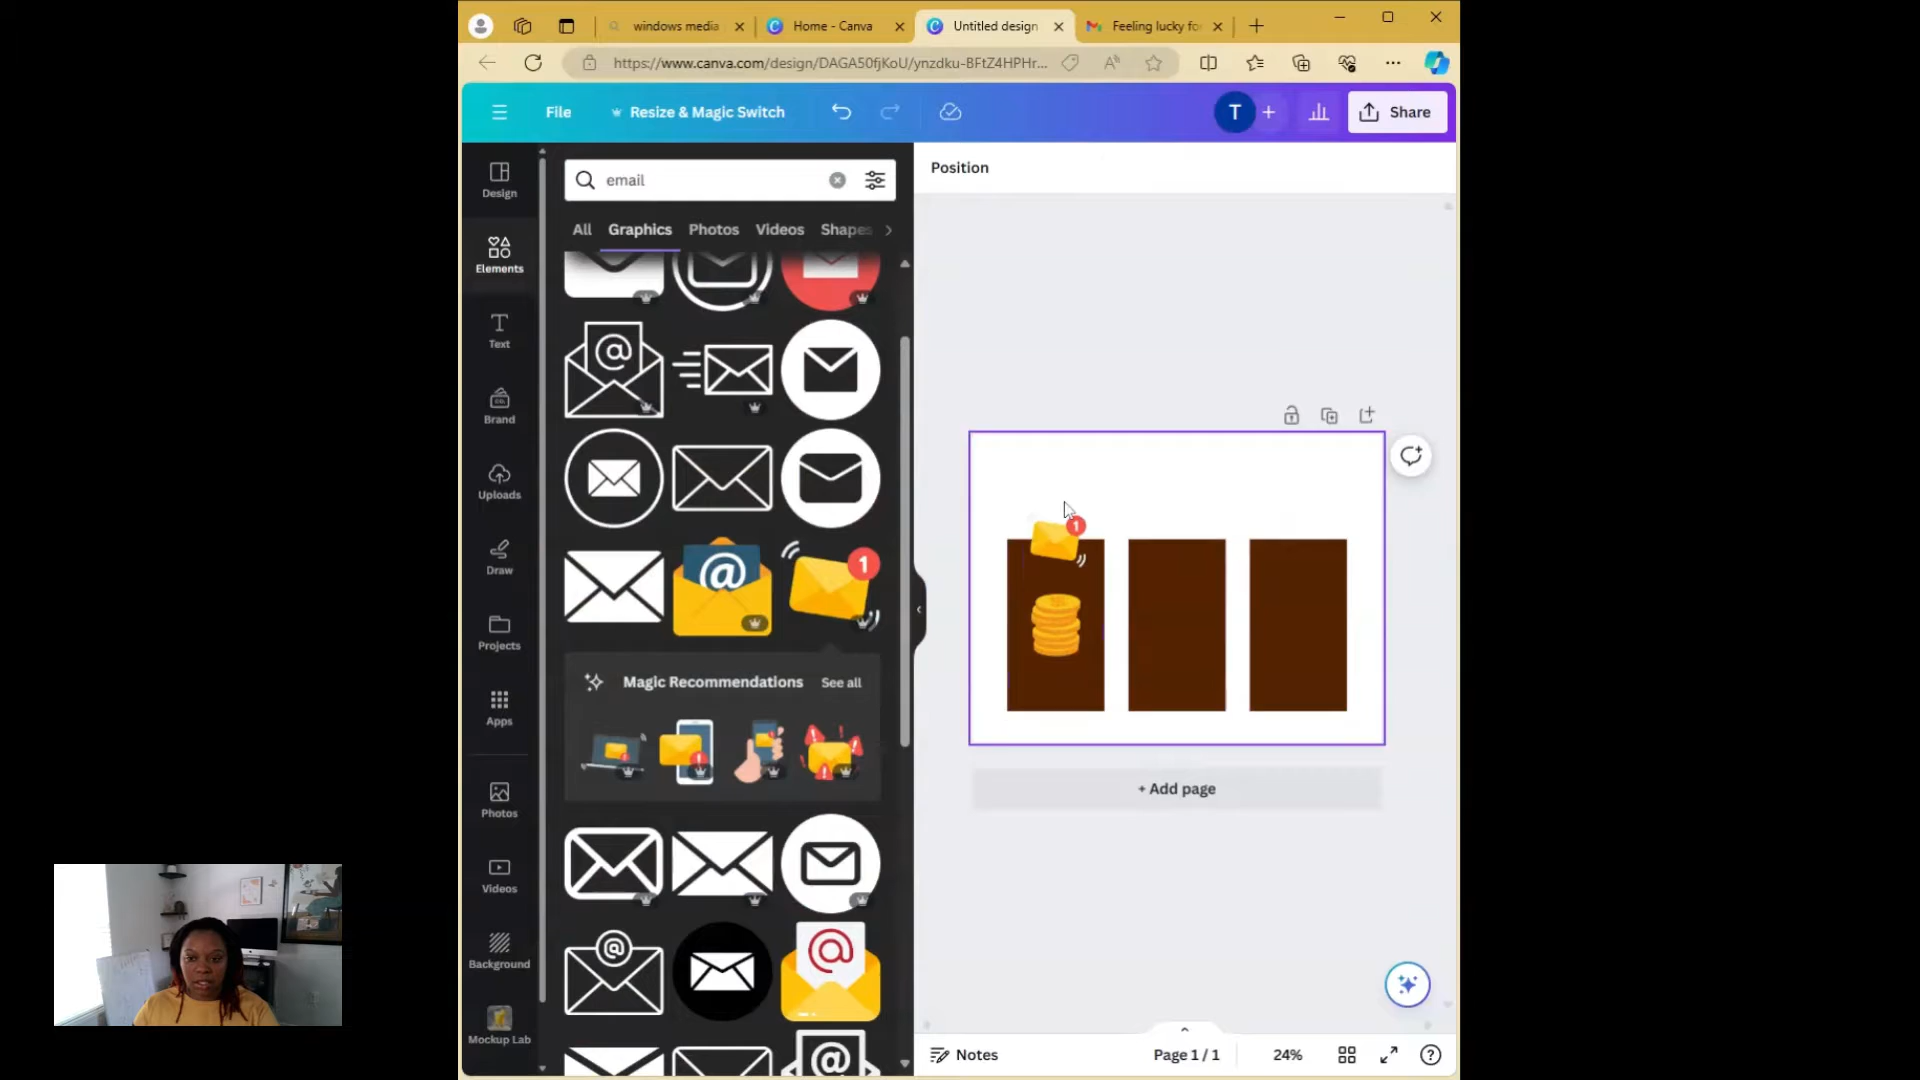 windows media
Home - Canva
Untitled design
Feeling lucky fo
https://www.canva.com/design/DAGA50fjKoU/ynzdku-BFtZ4HPHr...
File
Resize & Magic Switch
T
Share
Design
Elements
Text
Brand
Uploads
Draw
Projects
Apps
Photos
Videos
Background
Mockup Lab
email
All
Graphics
Photos
Videos
Shapes
@
@
1
Magic Recommendations
See all
@
@
@
Position
1
+ Add page
Notes
Page 1 / 1
24%